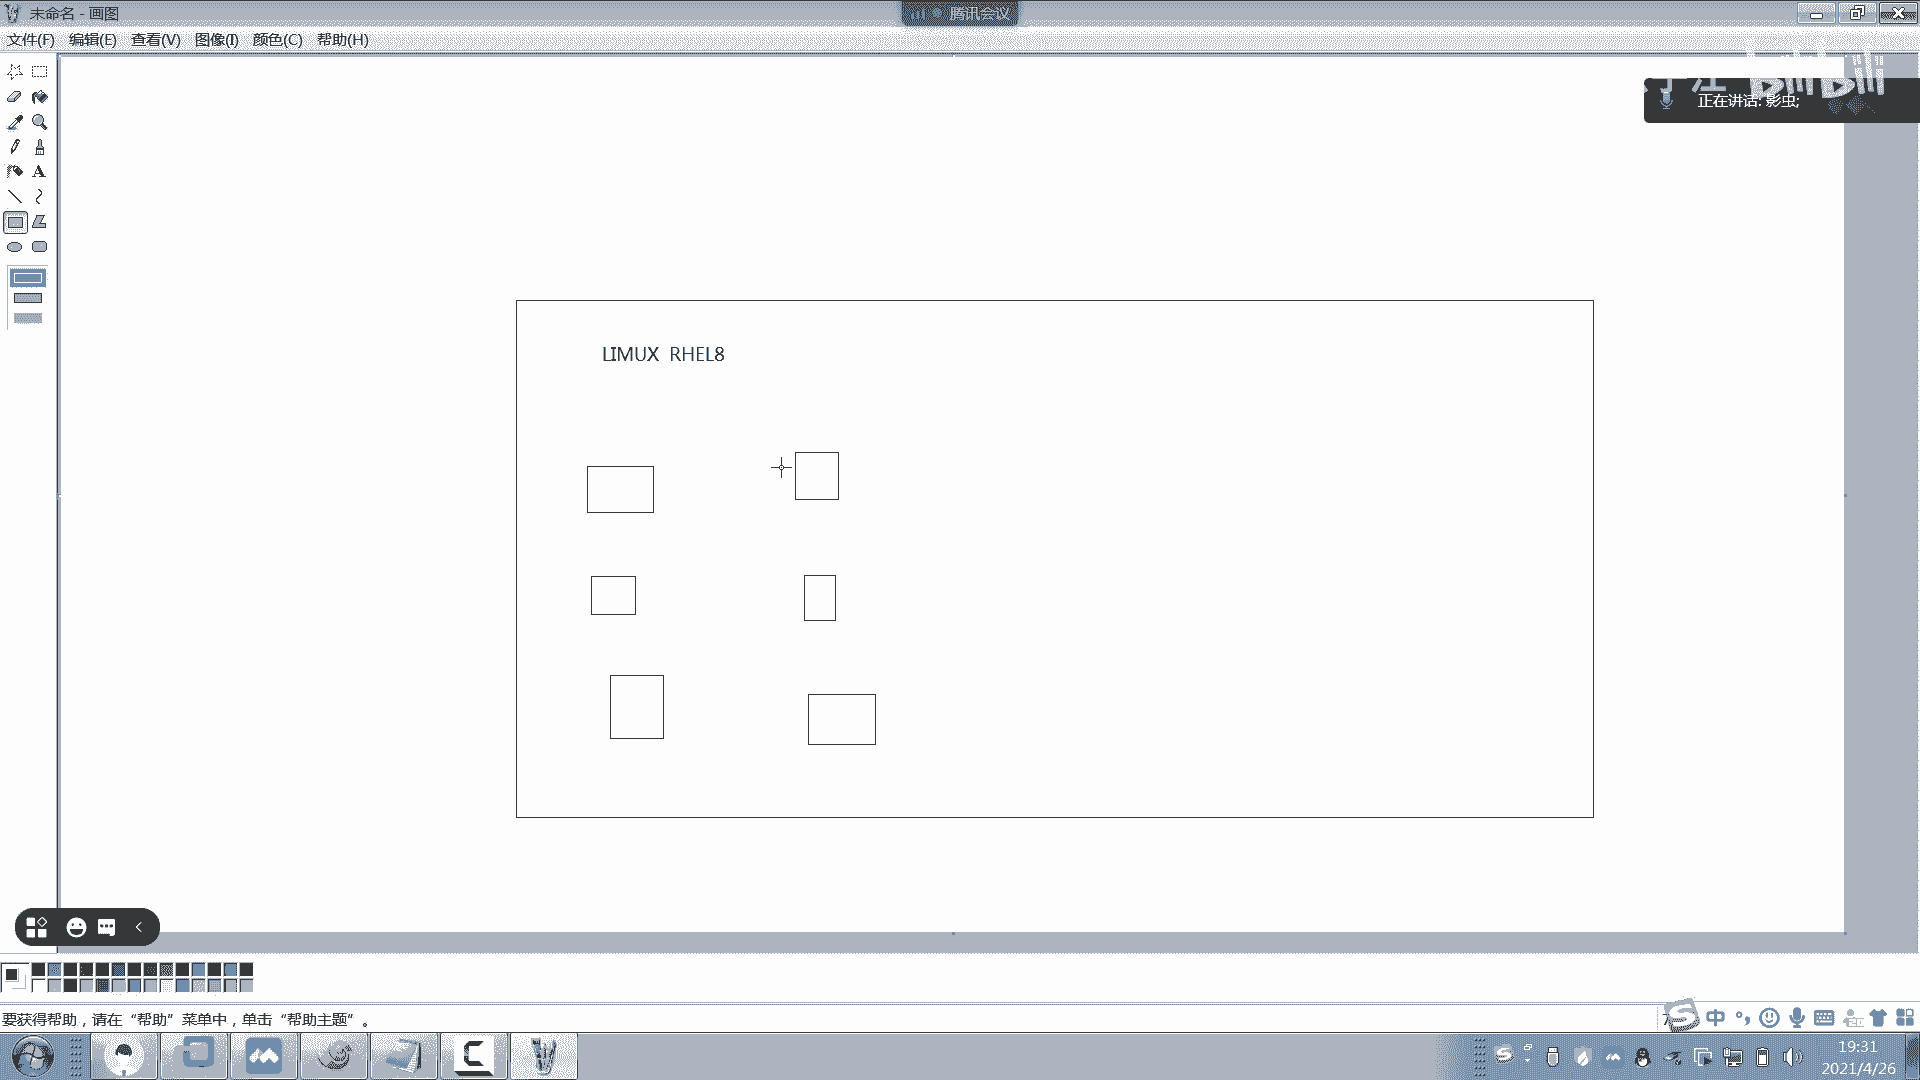 未命名 - 画图
腾讯会议
文件(F) 编辑(E) 查看(V) 图像(I) 颜色(C) 帮助(H)
bilibili
正在讲话: 影虫;
LIMUX RHEL8
要获得帮助，请在“帮助”菜单中，单击“帮助主题”。
中
19:31
2021/4/26